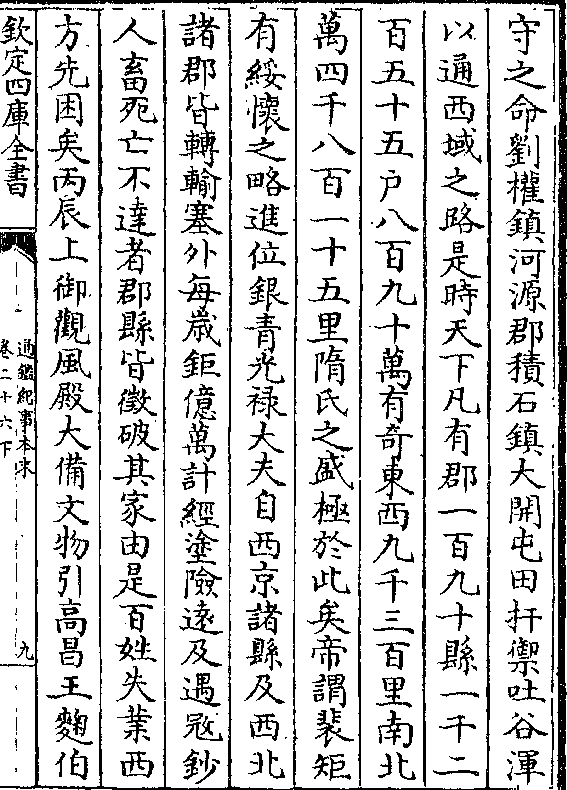 守之命劉權鎮河源郡積石鎮大開屯田扞禦吐谷渾
以通西域之路是時天下凡有郡一百九十縣一千二
百五十五户八百九十萬有奇東西九千三百里南北
萬四千八百一十五里隋氏之盛極於此矣帝謂裴矩
有綏懷之略進位銀青光禄大夫自西京諸縣及西北
諸郡皆轉輸塞外每歲鉅億萬計經塗險遠及遇冦鈔
人畜死亡不達者郡縣皆徵破其家由是百姓失業西
方先困矣丙辰上御觀風殿大備文物引高昌王麴伯
欽定四庫全書
通鑑紀事本末
卷二十六下
九